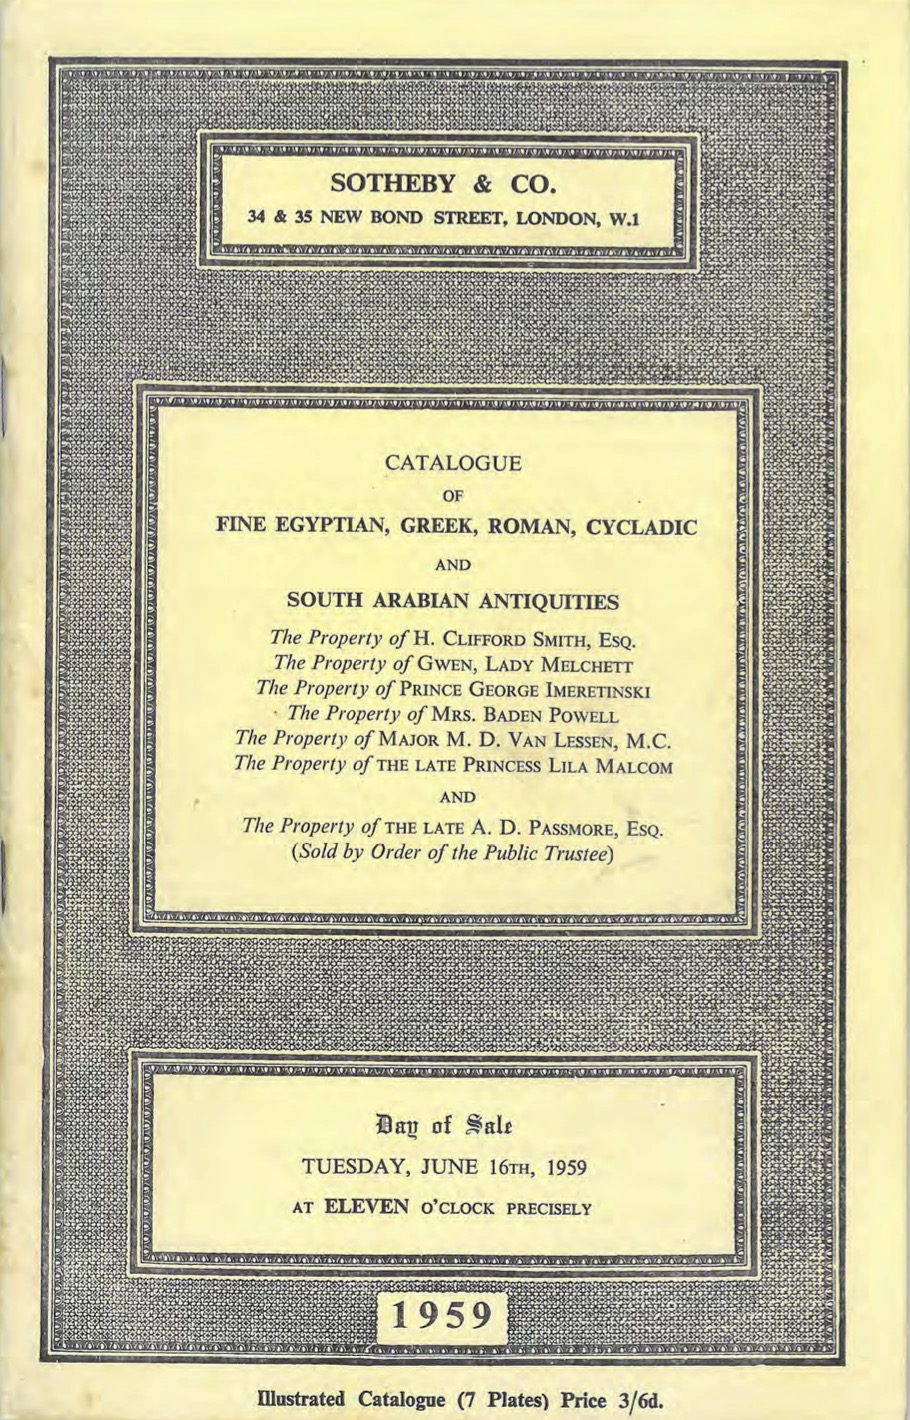 SOTHEBY & CO.
34 & 35 NEW BOND STREET, LONDON, W.1
CATALOGUE
OF
FINE EGYPTIAN, GREEK, ROMAN, CYCLADIC
AND
SOUTH ARABIAN ANTIQUITIES
The Property of H. CLIFFORD SMITH, ESQ.
The Property of GWEN, LADY MELCHETT
The Property of PRINCE GEORGE IMERETINSKI
The Property of MRS. BADEN POWELL
The Property of MAJOR M. D. VAN LESSEN, M.C.
The Property of THE LATE PRINCESS LILA MALCOM
AND
The Property of THE LATE A. D. PASSMORE, ESQ.
(Sold by Order of the Public Trustee)
Day of Sale
TUESDAY, JUNE 16TH, 1959
AT ELEVEN O'CLOCK PRECISELY
1959
Illustrated Catalogue (7 Plates) Price 3/6d.